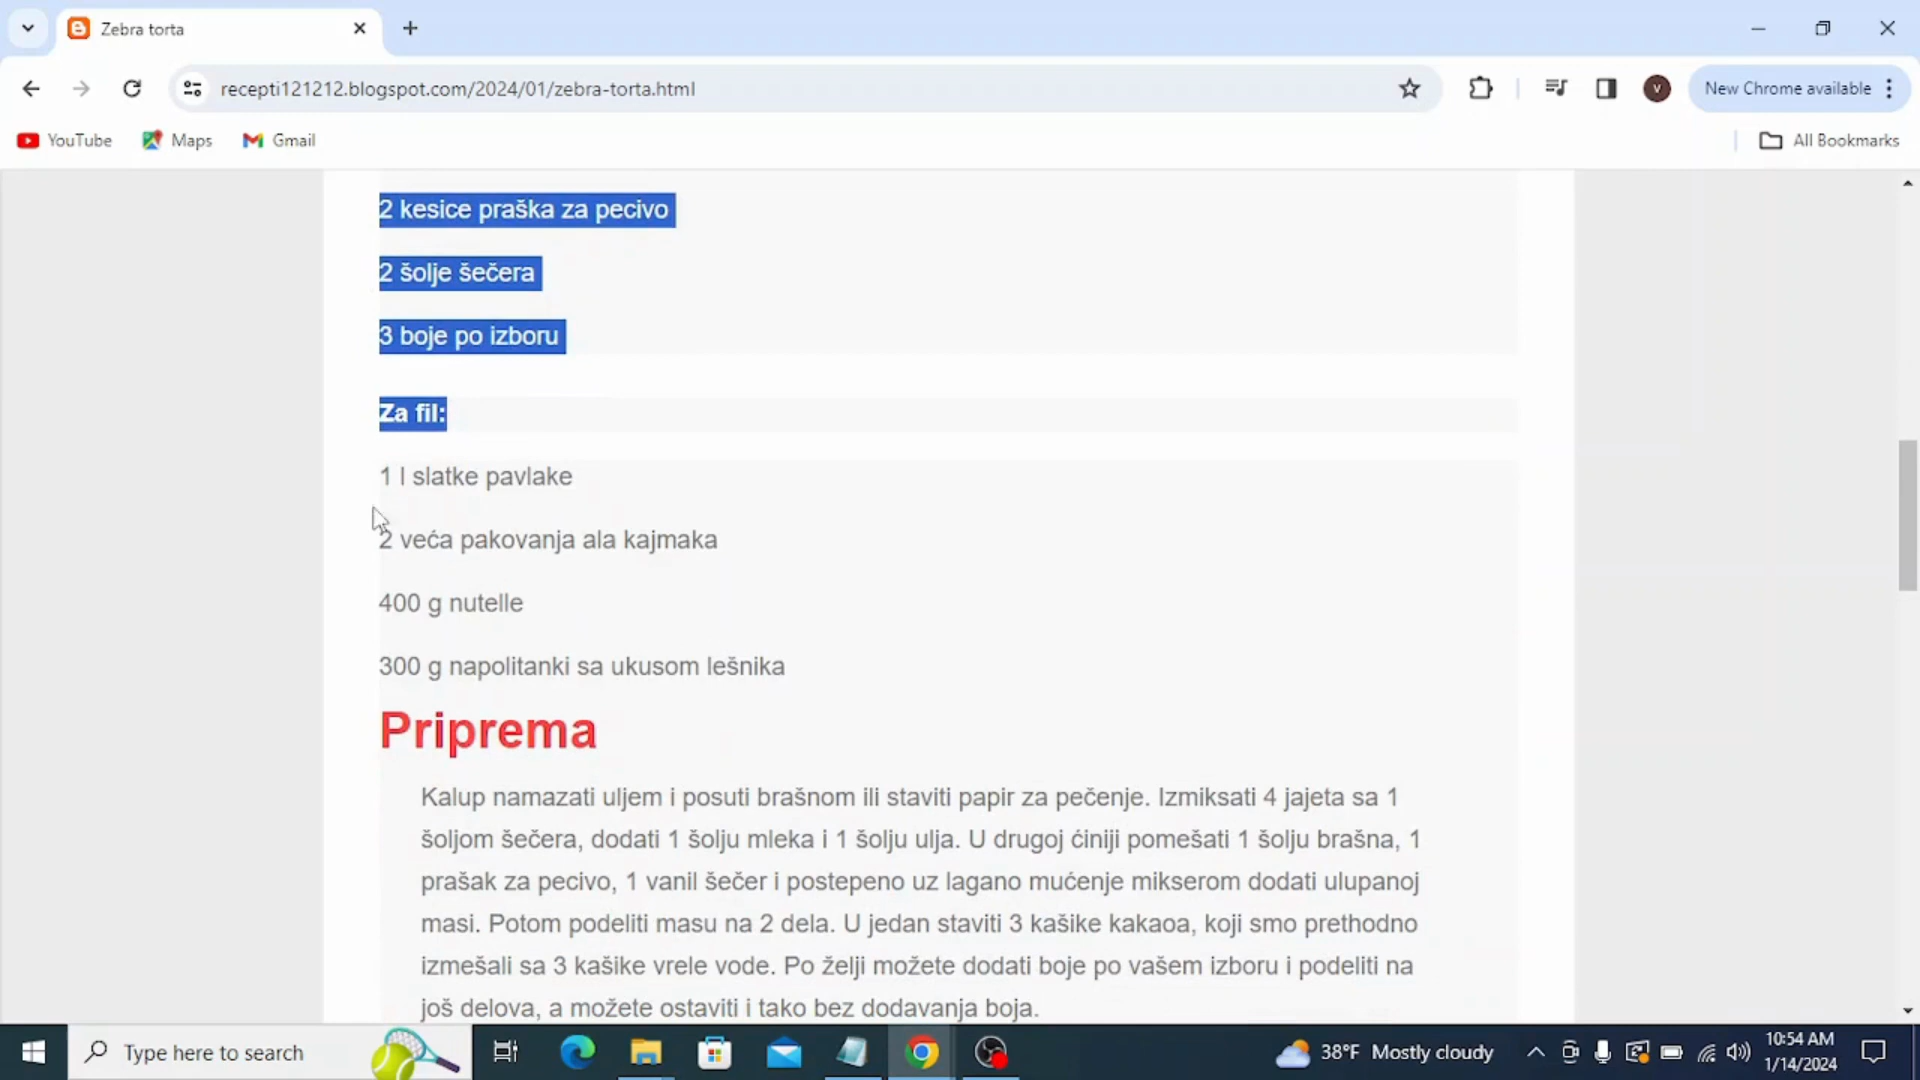 Zebra torta
recepti121212.blogspot.com/2024/01/zebra-torta.html
V
New Chrome available
YouTube
Maps
Gmail
All Bookmarks
2 kesice praška za pecivo
2 šolje šečera
3 boje po izboru
Za fil:
1 l slatke pavlake
2 veća pakovanja ala kajmaka
400 g nutelle
300 g napolitanki sa ukusom lešnika
Priprema
Kalup namazati uljem i posuti brašnom ili staviti papir za pečenje. Izmiksati 4 jajeta sa 1
šoljom šečera, dodati 1 šolju mleka i 1 šolju ulja. U drugoj ćiniji pomešati 1 šolju brašna, 1
prašak za pecivo, 1 vanil šečer i postepeno uz lagano mućenje mikserom dodati ulupanoj
masi. Potom podeliti masu na 2 dela. U jedan staviti 3 kašike kakaoa, koji smo prethodno
izmešali sa 3 kašike vrele vode. Po želji možete dodati boje po vašem izboru i podeliti na
još delova, a možete ostaviti i tako bez dodavanja boja.
Type here to search
38°F Mostly cloudy
10:54 AM
1/14/2024